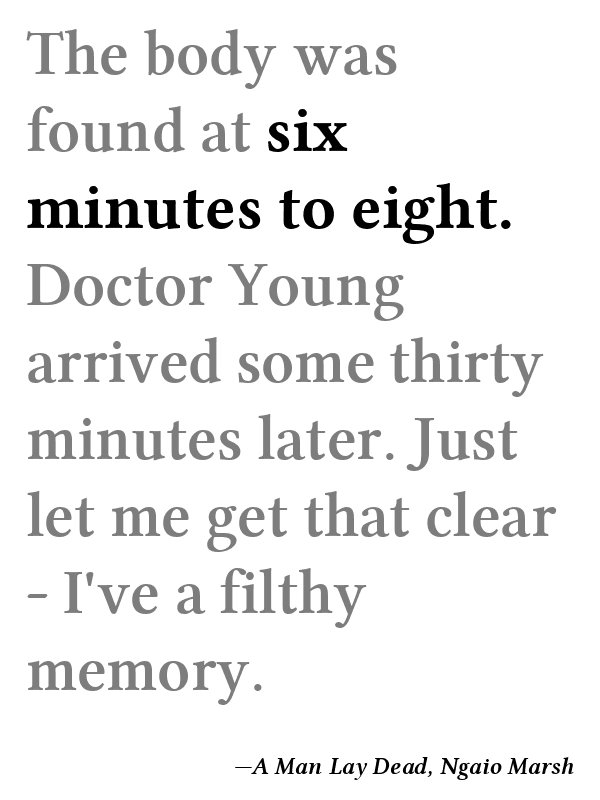 The body was
found at six
minutes to eight.
Doctor Young
arrived some thirty
minutes later. Just
let me get that clear
- I've a filthy
memory.
—A Man Lay Dead, Ngaio Marsh